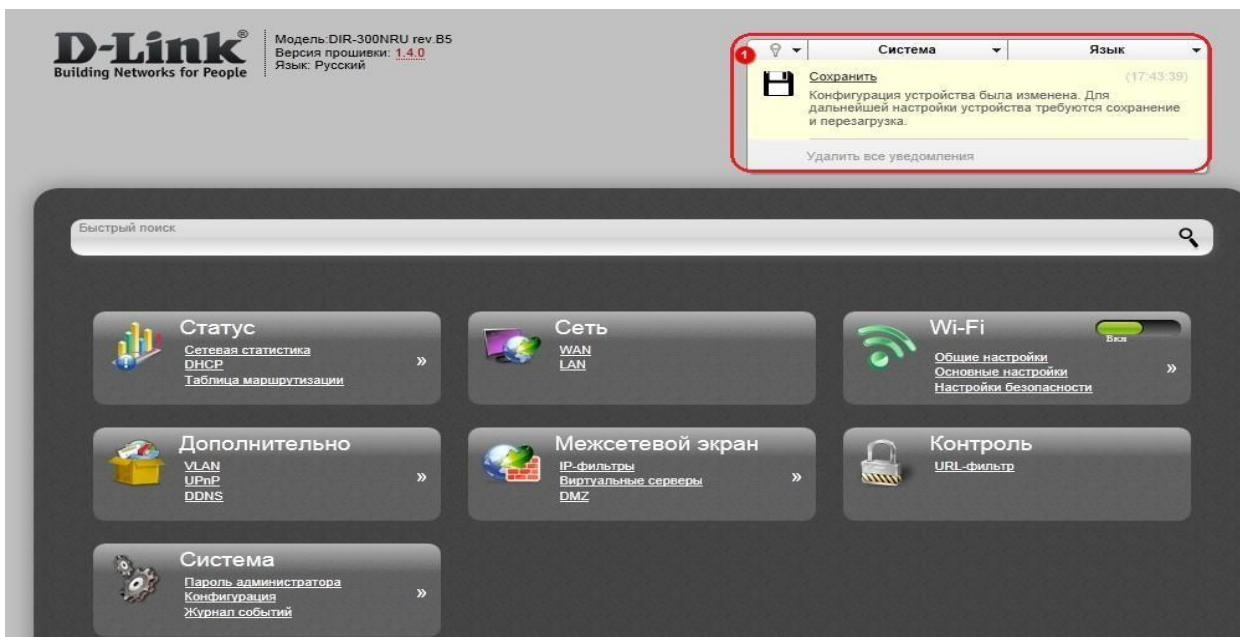 D-Link®
Building Networks for People
Модель:DIR-300NRU rev.B5
Версия прошивки: 1.4.0
Язык: Русский
1
Система
Язык
Сохранить (17:43:39)
Конфигурация устройства была изменена. Для
дальнейшей настройки устройства требуются сохранение
и перезагрузка.
Удалить все уведомления
Быстрый поиск
Статус
Сетевая статистика
DHCP
Таблица маршрутизации
»
Сеть
WAN
LAN
Wi-Fi
Вкл
Общие настройки
Основные настройки
Настройки безопасности
»
Дополнительно
VLAN
UPnP
DDNS
»
Межсетевой экран
IP-фильтры
Виртуальные серверы
DMZ
»
Контроль
URL-фильтр
Система
Пароль администратора
Конфигурация
Журнал событий
»